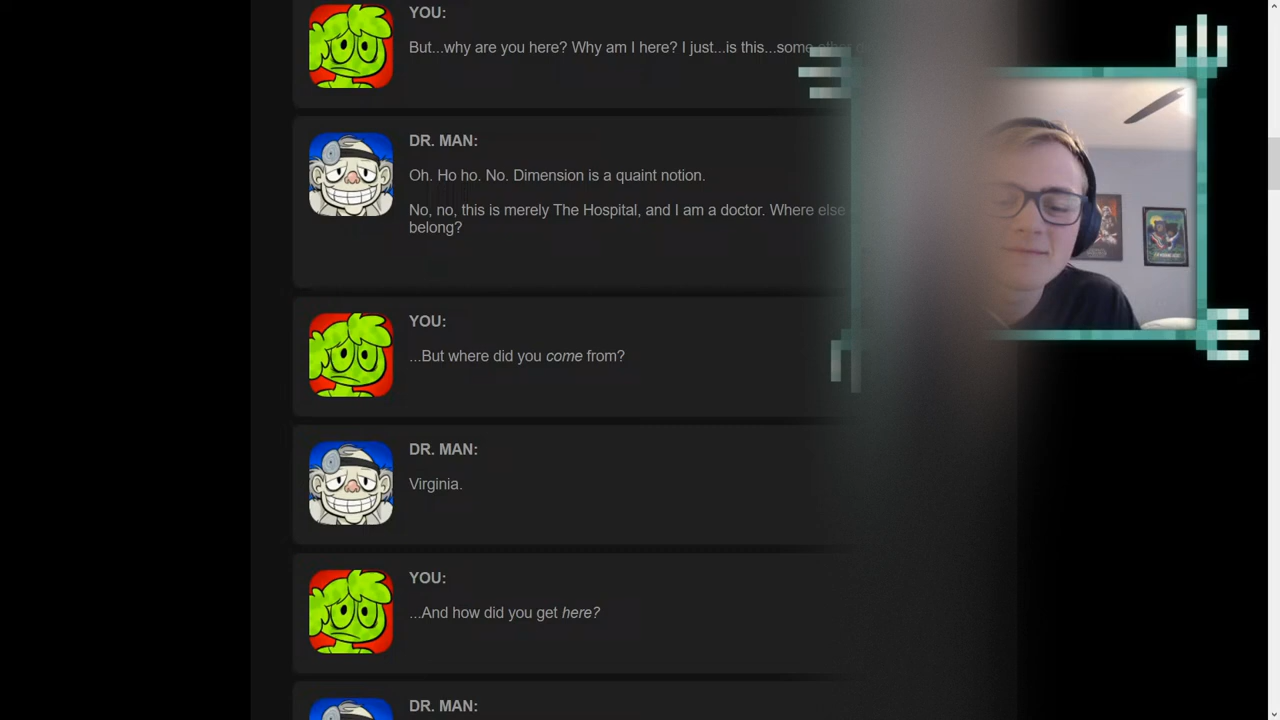 YOU:
But...why are you here? Why am I here? I just...is this...some other
DR. MAN:
Oh. Ho ho. No. Dimension is a quaint notion.
No, no, this is merely The Hospital, and I am a doctor. Where else
belong?
YOU:
...But where did you come from?
DR. MAN:
Virginia.
YOU:
...And how did you get here?
DR. MAN: